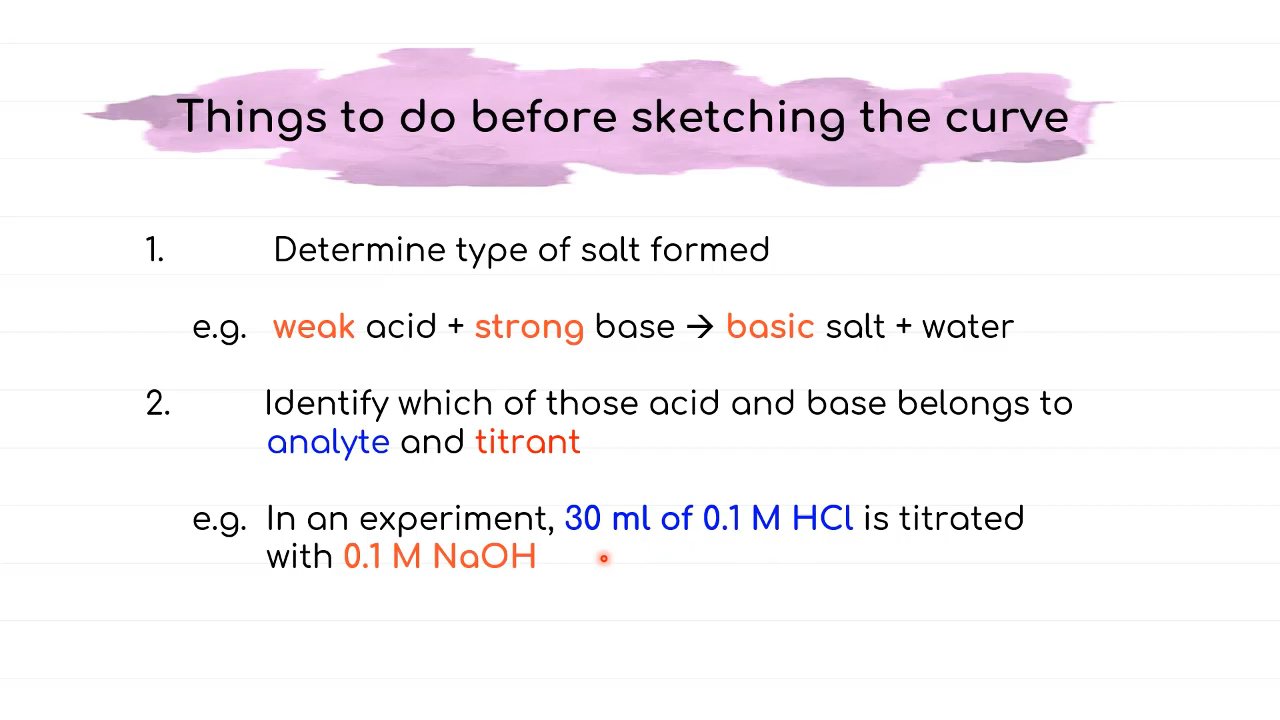 Things to do before sketching the curve
1. Determine type of salt formed
e.g. weak acid + strong base → basic salt + water
2. Identify which of those acid and base belongs to
analyte and titrant
e.g. In an experiment, 30 ml of 0.1 M HCl is titrated
with 0.1 M NaOH